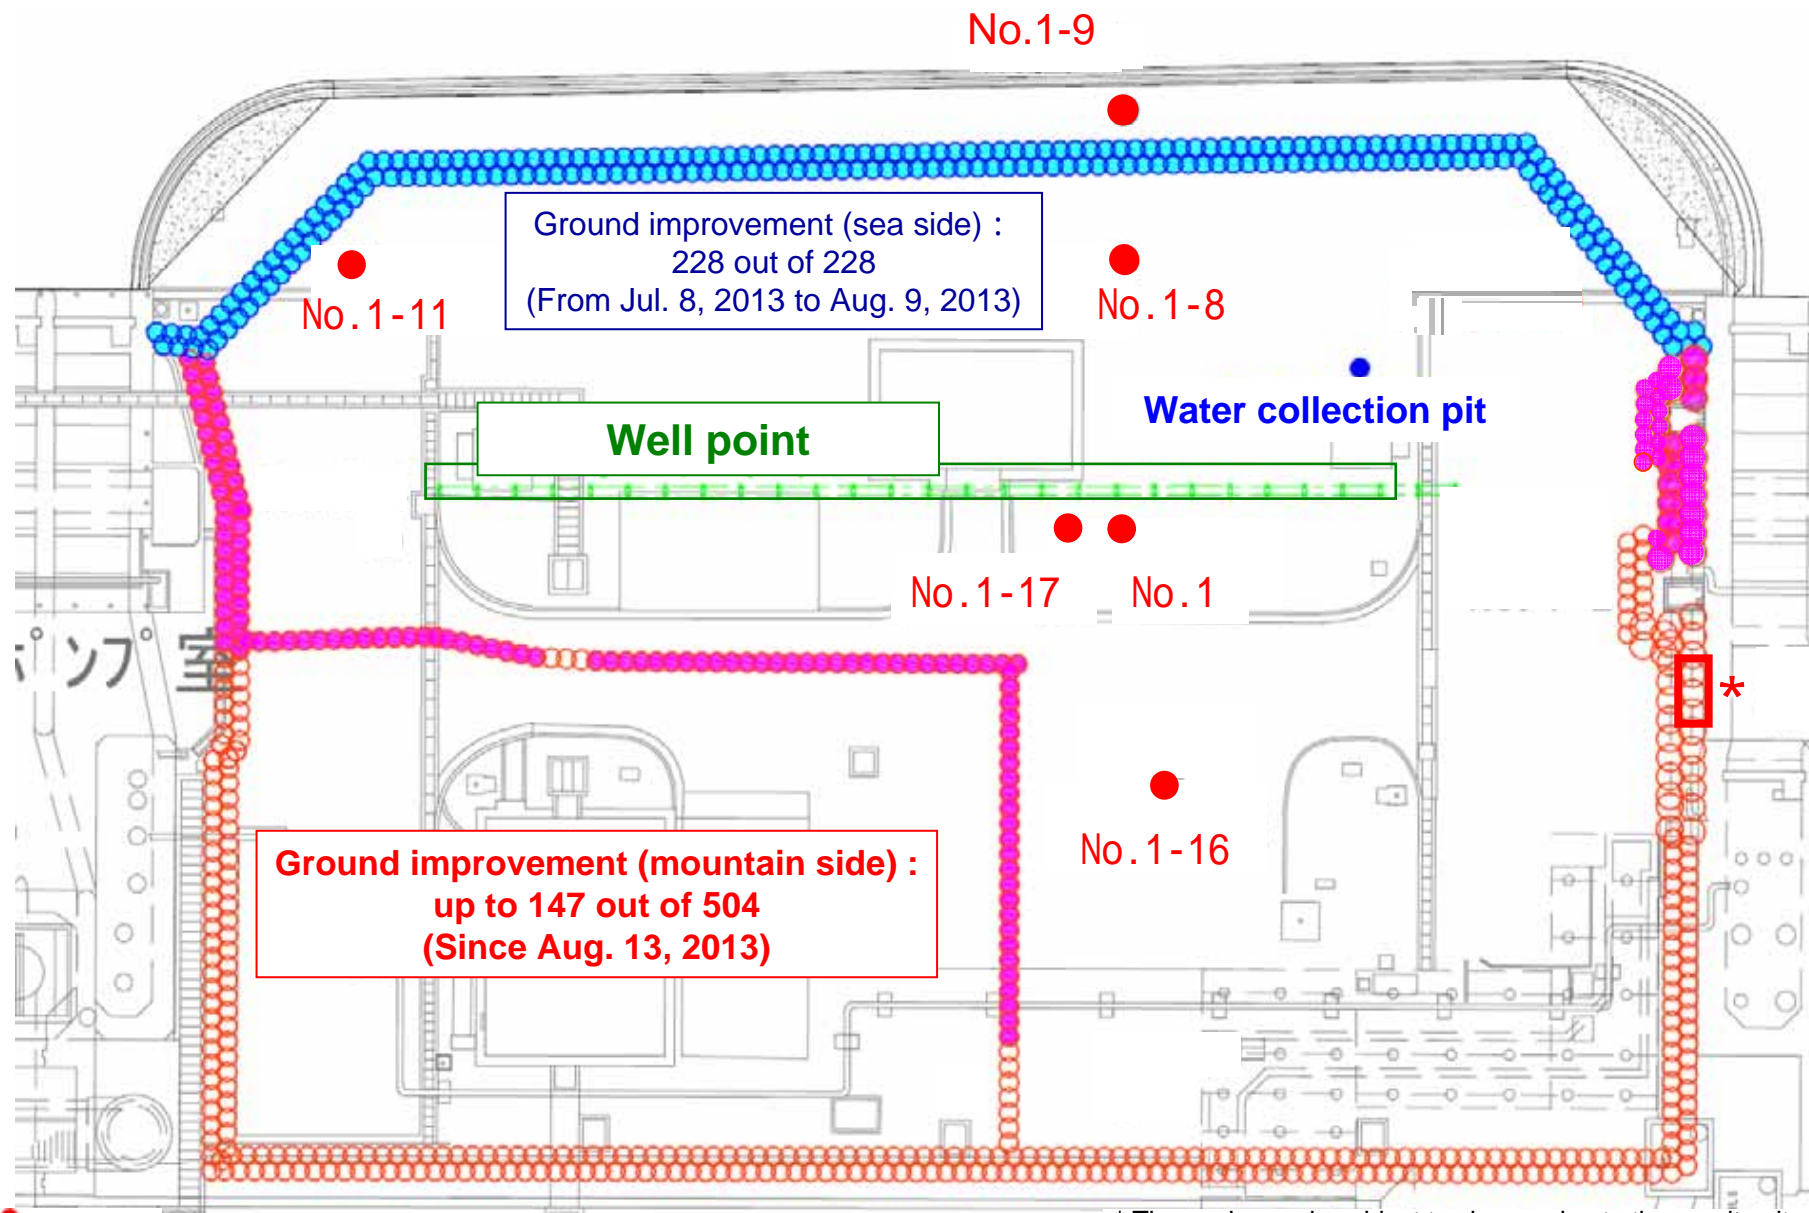 No.1-9
Ground improvement (sea side) :
228 out of 228
(From Jul. 8, 2013 to Aug. 9, 2013)
No.1-11
No.1-8
Water collection pit
Well point
No.1-17
No.1
ﾎﾟﾝﾌﾟ室
*
No.1-16
Ground improvement (mountain side) :
up to 147 out of 504
(Since Aug. 13, 2013)